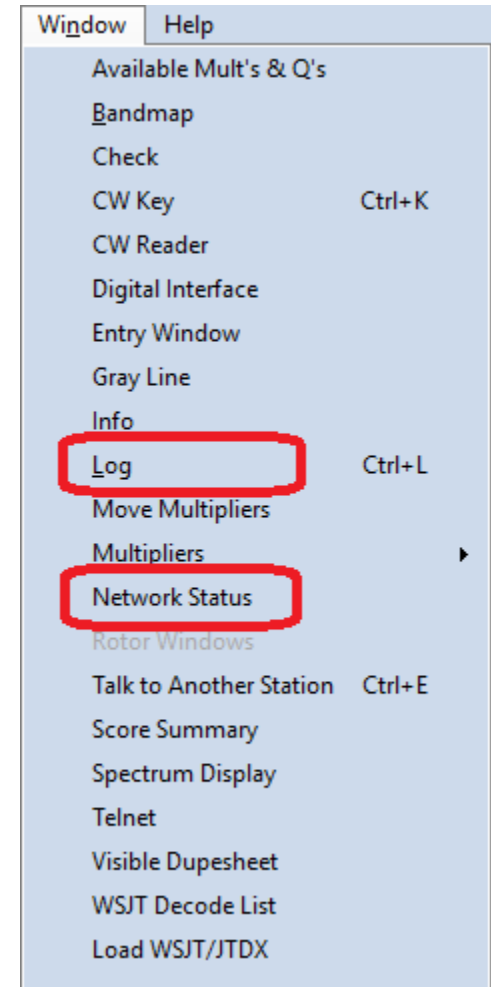 Window Help
Available Mult's & Q's
Bandmap
Check
CW Key Ctrl+K
CW Reader
Digital Interface
Entry Window
Gray Line
Info
Log Ctrl+L
Move Multipliers
Multipliers
Network Status
Rotor Windows
Talk to Another Station Ctrl+E
Score Summary
Spectrum Display
Telnet
Visible Dupesheet
WSJT Decode List
Load WSJT/JTDX